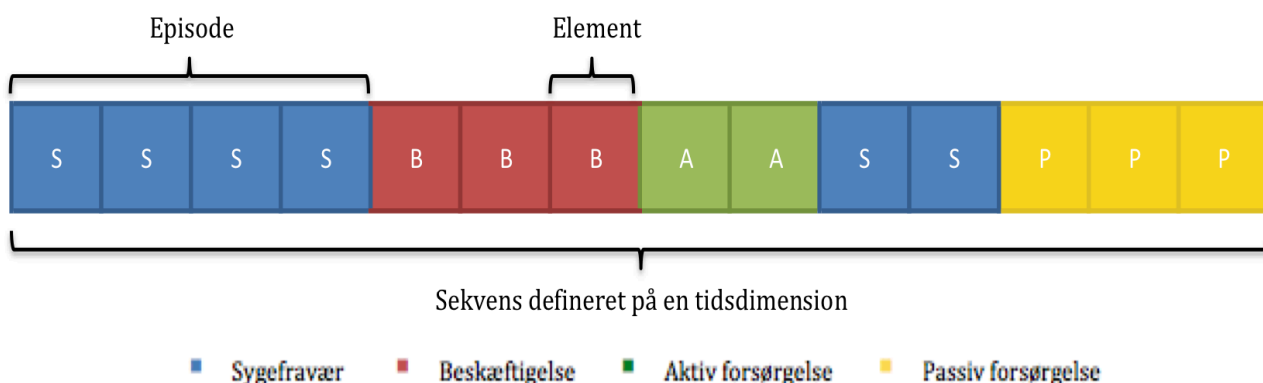 Episode Element
S S S S B B B A A S S P P P
Sekvens defineret på en tidsdimension
Sygefravær Beskæftigelse Aktiv forsørgelse Passiv forsørgelse